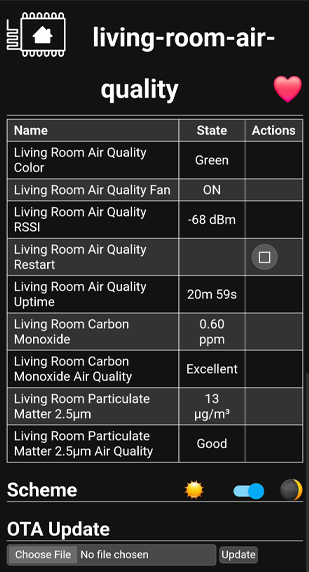 living-room-air-
quality
Name State Actions
Living Room Air Quality
Color
Green
Living Room Air Quality Fan ON
Living Room Air Quality
RSSI
-68 dBm
Living Room Air Quality
Restart
Living Room Air Quality
Uptime
20m 59s
Living Room Carbon
Monoxide
0.60
ppm
Living Room Carbon
Monoxide Air Quality
Excellent
Living Room Particulate
Matter 2.5μm
13
μg/m³
Living Room Particulate
Matter 2.5μm Air Quality
Good
Scheme
OTA Update
Choose File No file chosen Update